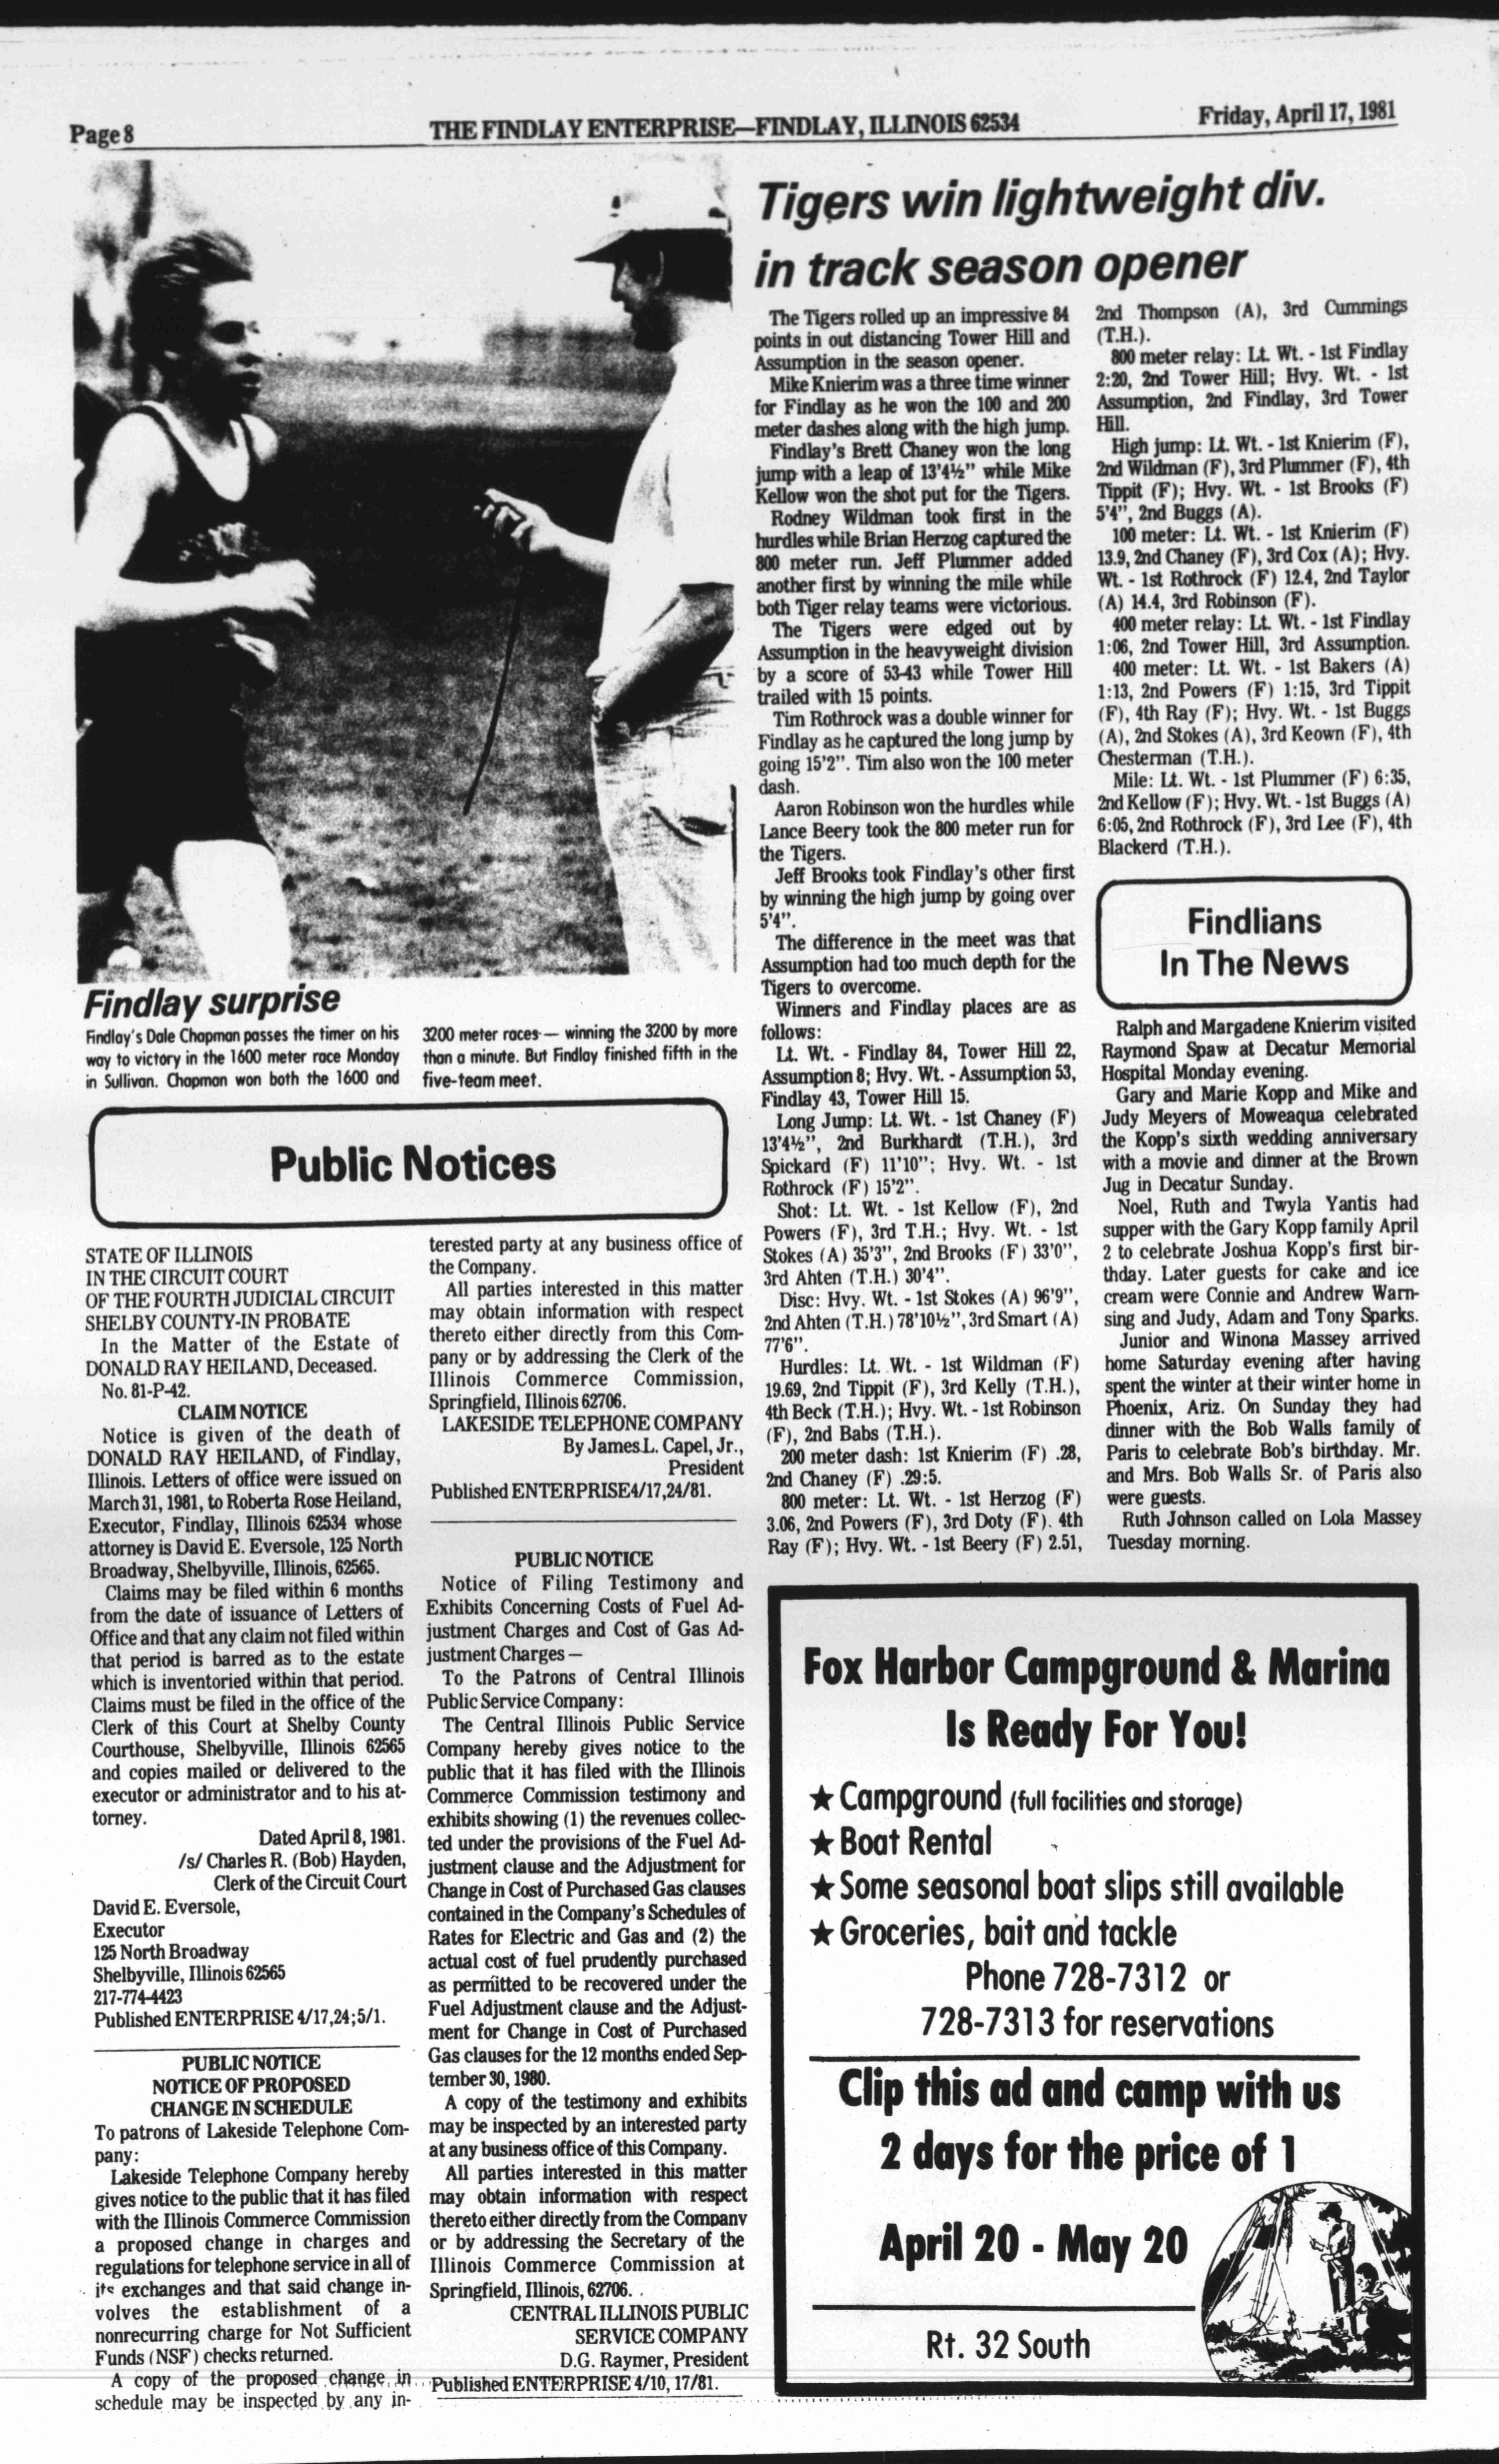 Page 8
THE FINDLAY ENTERPRISE—FINDLAY, ILLINOIS 62534
Friday, April 17, 1981
Findlay surprise
Findlay's Dale Chapman passes the timer on his
way to victory in the 1600 meter race Monday
in Sullivan. Chapman won both the 1600 and
3200 meter races — winning the 3200 by more
than a minute. But Findlay finished fifth in the
five-team meet.
Public Notices
STATE OF ILLINOIS
IN THE CIRCUIT COURT
OF THE FOURTH JUDICIAL CIRCUIT
SHELBY COUNTY-IN PROBATE
In the Matter of the Estate of
DONALD RAY HEILAND, Deceased.
No. 81-P-42.
CLAIM NOTICE
Notice is given of the death of
DONALD RAY HEILAND, of Findlay,
Illinois. Letters of office were issued on
March 31, 1981, to Roberta Rose Heiland,
Executor, Findlay, Illinois 62534 whose
attorney is David E. Eversole, 125 North
Broadway, Shelbyville, Illinois, 62565.
Claims may be filed within 6 months
from the date of issuance of Letters of
Office and that any claim not filed within
that period is barred as to the estate
which is inventoried within that period.
Claims must be filed in the office of the
Clerk of this Court at Shelby County
Courthouse, Shelbyville, Illinois 62565
and copies mailed or delivered to the
executor or administrator and to his at-
torney.
Dated April 8, 1981.
/s/ Charles R. (Bob) Hayden,
Clerk of the Circuit Court
David E. Eversole,
Executor
125 North Broadway
Shelbyville, Illinois 62565
217-774-4423
Published ENTERPRISE 4/17,24;5/1.
PUBLIC NOTICE
NOTICE OF PROPOSED
CHANGE IN SCHEDULE
To patrons of Lakeside Telephone Com-
pany:
Lakeside Telephone Company hereby
gives notice to the public that it has filed
with the Illinois Commerce Commission
a proposed change in charges and
regulations for telephone service in all of
its exchanges and that said change in-
volves the establishment of a
nonrecurring charge for Not Sufficient
Funds (NSF) checks returned.
A copy of the proposed change in
schedule may be inspected by any in-
terested party at any business office of
the Company.
All parties interested in this matter
may obtain information with respect
thereto either directly from this Com-
pany or by addressing the Clerk of the
Illinois Commerce Commission,
Springfield, Illinois 62706.
LAKESIDE TELEPHONE COMPANY
By James L. Capel, Jr.,
President
Published ENTERPRISE4/17,24/81.
PUBLIC NOTICE
Notice of Filing Testimony and
Exhibits Concerning Costs of Fuel Ad-
justment Charges and Cost of Gas Ad-
justment Charges —
To the Patrons of Central Illinois
Public Service Company:
The Central Illinois Public Service
Company hereby gives notice to the
public that it has filed with the Illinois
Commerce Commission testimony and
exhibits showing (1) the revenues collec-
ted under the provisions of the Fuel Ad-
justment clause and the Adjustment for
Change in Cost of Purchased Gas clauses
contained in the Company's Schedules of
Rates for Electric and Gas and (2) the
actual cost of fuel prudently purchased
as permitted to be recovered under the
Fuel Adjustment clause and the Adjust-
ment for Change in Cost of Purchased
Gas clauses for the 12 months ended Sep-
tember 30, 1980.
A copy of the testimony and exhibits
may be inspected by an interested party
at any business office of this Company.
All parties interested in this matter
may obtain information with respect
thereto either directly from the Company
or by addressing the Secretary of the
Illinois Commerce Commission at
Springfield, Illinois, 62706.
CENTRAL ILLINOIS PUBLIC
SERVICE COMPANY
D.G. Raymer, President
Published ENTERPRISE 4/10, 17/81.
Tigers win lightweight div.
in track season opener
The Tigers rolled up an impressive 84
points in out distancing Tower Hill and
Assumption in the season opener.
Mike Knierim was a three time winner
for Findlay as he won the 100 and 200
meter dashes along with the high jump.
Findlay's Brett Chaney won the long
jump with a leap of 13'4½" while Mike
Kellow won the shot put for the Tigers.
Rodney Wildman took first in the
hurdles while Brian Herzog captured the
800 meter run. Jeff Plummer added
another first by winning the mile while
both Tiger relay teams were victorious.
The Tigers were edged out by
Assumption in the heavyweight division
by a score of 53-43 while Tower Hill
trailed with 15 points.
Tim Rothrock was a double winner for
Findlay as he captured the long jump by
going 15'2". Tim also won the 100 meter
dash.
Aaron Robinson won the hurdles while
Lance Beery took the 800 meter run for
the Tigers.
Jeff Brooks took Findlay's other first
by winning the high jump by going over
5'4".
The difference in the meet was that
Assumption had too much depth for the
Tigers to overcome.
Winners and Findlay places are as
follows:
Lt. Wt. - Findlay 84, Tower Hill 22,
Assumption 8; Hvy. Wt. - Assumption 53,
Findlay 43, Tower Hill 15.
Long Jump: Lt. Wt. - 1st Chaney (F)
13'4½", 2nd Burkhardt (T.H.), 3rd
Spickard (F) 11'10"; Hvy. Wt. - 1st
Rothrock (F) 15'2".
Shot: Lt. Wt. - 1st Kellow (F), 2nd
Powers (F), 3rd T.H.; Hvy. Wt. - 1st
Stokes (A) 35'3", 2nd Brooks (F) 33'0",
3rd Ahten (T.H.) 30'4".
Disc: Hvy. Wt. - 1st Stokes (A) 96'9",
2nd Ahten (T.H.) 78'10½", 3rd Smart (A)
77'6".
Hurdles: Lt. Wt. - 1st Wildman (F)
19.69, 2nd Tippit (F), 3rd Kelly (T.H.),
4th Beck (T.H.); Hvy. Wt. - 1st Robinson
(F), 2nd Babs (T.H.).
200 meter dash: 1st Knierim (F) .28,
2nd Chaney (F) .29:5.
800 meter: Lt. Wt. - 1st Herzog (F)
3.06, 2nd Powers (F), 3rd Doty (F). 4th
Ray (F); Hvy. Wt. - 1st Beery (F) 2.51,
2nd Thompson (A), 3rd Cummings
(T.H.).
800 meter relay: Lt. Wt. - 1st Findlay
2:20, 2nd Tower Hill; Hvy. Wt. - 1st
Assumption, 2nd Findlay, 3rd Tower
Hill.
High jump: Lt. Wt. - 1st Knierim (F),
2nd Wildman (F), 3rd Plummer (F), 4th
Tippit (F); Hvy. Wt. - 1st Brooks (F)
5'4", 2nd Buggs (A).
100 meter: Lt. Wt. - 1st Knierim (F)
13.9, 2nd Chaney (F), 3rd Cox (A); Hvy.
Wt. - 1st Rothrock (F) 12.4, 2nd Taylor
(A) 14.4, 3rd Robinson (F).
400 meter relay: Lt. Wt. - 1st Findlay
1:06, 2nd Tower Hill, 3rd Assumption.
400 meter: Lt. Wt. - 1st Bakers (A)
1:13, 2nd Powers (F) 1:15, 3rd Tippit
(F), 4th Ray (F); Hvy. Wt. - 1st Buggs
(A), 2nd Stokes (A), 3rd Keown (F), 4th
Chesterman (T.H.).
Mile: Lt. Wt. - 1st Plummer (F) 6:35,
2nd Kellow (F); Hvy. Wt. - 1st Buggs (A)
6:05, 2nd Rothrock (F), 3rd Lee (F), 4th
Blackerd (T.H.).
Findlians
In The News
Ralph and Margadene Knierim visited
Raymond Spaw at Decatur Memorial
Hospital Monday evening.
Gary and Marie Kopp and Mike and
Judy Meyers of Moweaqua celebrated
the Kopp's sixth wedding anniversary
with a movie and dinner at the Brown
Jug in Decatur Sunday.
Noel, Ruth and Twyla Yantis had
supper with the Gary Kopp family April
2 to celebrate Joshua Kopp's first bir-
thday. Later guests for cake and ice
cream were Connie and Andrew Warn-
sing and Judy, Adam and Tony Sparks.
Junior and Winona Massey arrived
home Saturday evening after having
spent the winter at their winter home in
Phoenix, Ariz. On Sunday they had
dinner with the Bob Walls family of
Paris to celebrate Bob's birthday. Mr.
and Mrs. Bob Walls Sr. of Paris also
were guests.
Ruth Johnson called on Lola Massey
Tuesday morning.
Fox Harbor Campground & Marina
Is Ready For You!
★ Campground (full facilities and storage)
★ Boat Rental
★ Some seasonal boat slips still available
★ Groceries, bait and tackle
Phone 728-7312 or
728-7313 for reservations
Clip this ad and camp with us
2 days for the price of 1
April 20 - May 20
Rt. 32 South